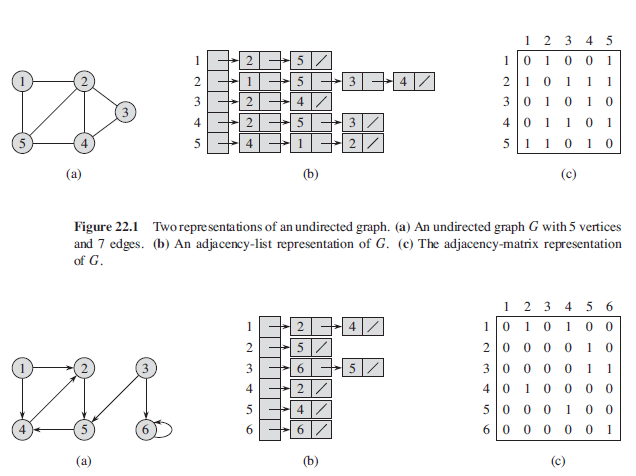 1 2 3 4 5
1 2 5 / 1 0 1 0 0 1
1 2 2 1 5 3 4 / 2 1 0 1 1 1
3 3 2 4 / 3 0 1 0 1 0
4 2 5 3 / 4 0 1 1 0 1
5 4 5 4 1 2 / 5 1 1 0 1 0
(a) (b) (c)
Figure 22.1 Two representations of an undirected graph. (a) An undirected graph G with 5 vertices
and 7 edges. (b) An adjacency-list representation of G. (c) The adjacency-matrix representation
of G.
1 2 3 4 5 6
1 2 4 / 1 0 1 0 1 0 0
2 5 / 2 0 0 0 0 1 0
1 2 3 3 6 5 / 3 0 0 0 0 1 1
4 2 / 4 0 1 0 0 0 0
5 4 / 5 0 0 0 1 0 0
4 5 6 6 6 / 6 0 0 0 0 0 1
(a) (b) (c)